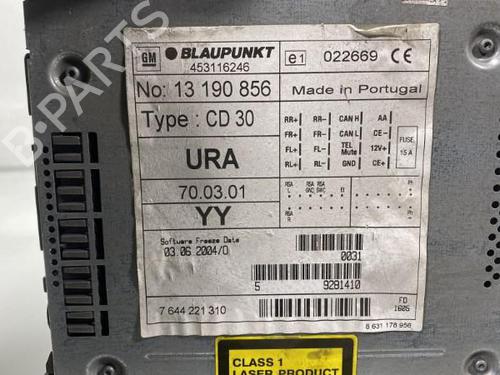 GM BLAUPUNKT
453116246
e1 022669 CE
No: 13 190 856
Made in Portugal
Type : CD 30
URA
70.03.01
YY
RR+ RR- CAN H AA
FR+ FR- CAN L CE-
FL+ FL- TEL Mute 12V+
RL+ RL- GND CE+
FUSE
15 A
Software Freeze Date
03.06 2004/0
0031
5 9281410
7 644 221 310
FD
1605
8 631 178 956
CLASS 1
LASER PRODUCT
B-PARTS